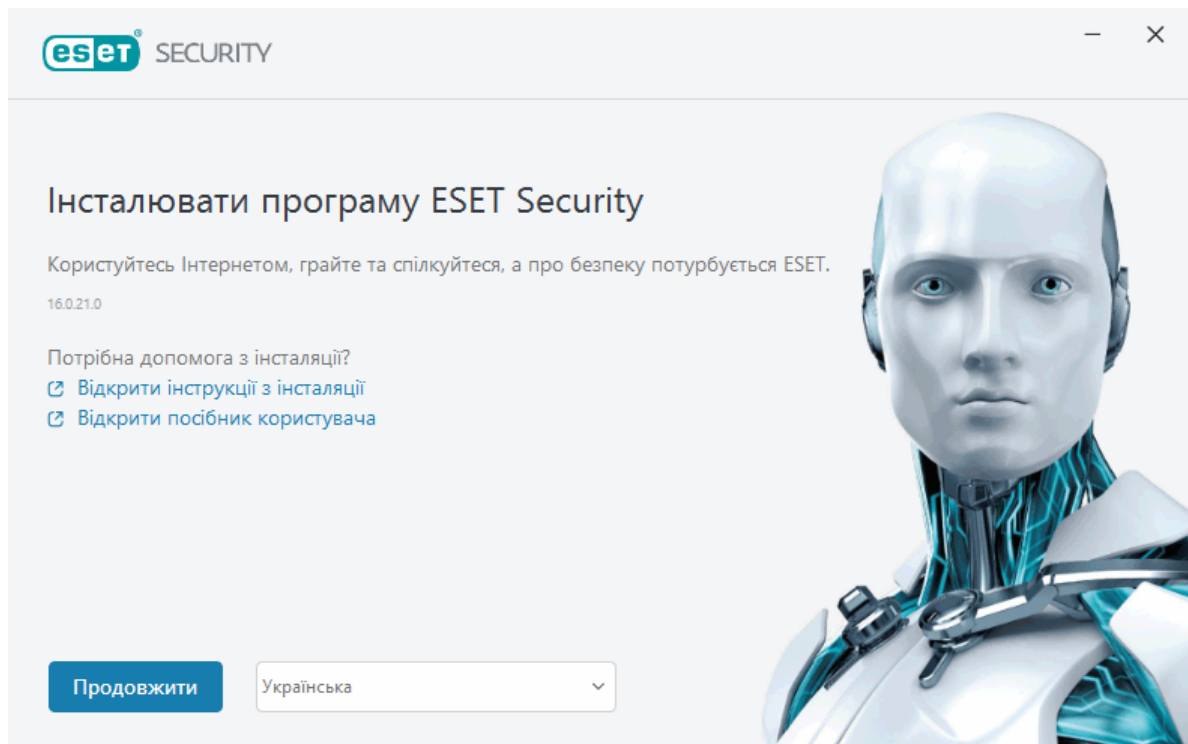 eset® SECURITY
Інсталювати програму ESET Security
Користуйтесь Інтернетом, грайте та спілкуйтеся, а про безпеку потурбується ESET.
16.0.21.0
Потрібна допомога з інсталяції?
Відкрити інструкції з інсталяції
Відкрити посібник користувача
Продовжити
Українська